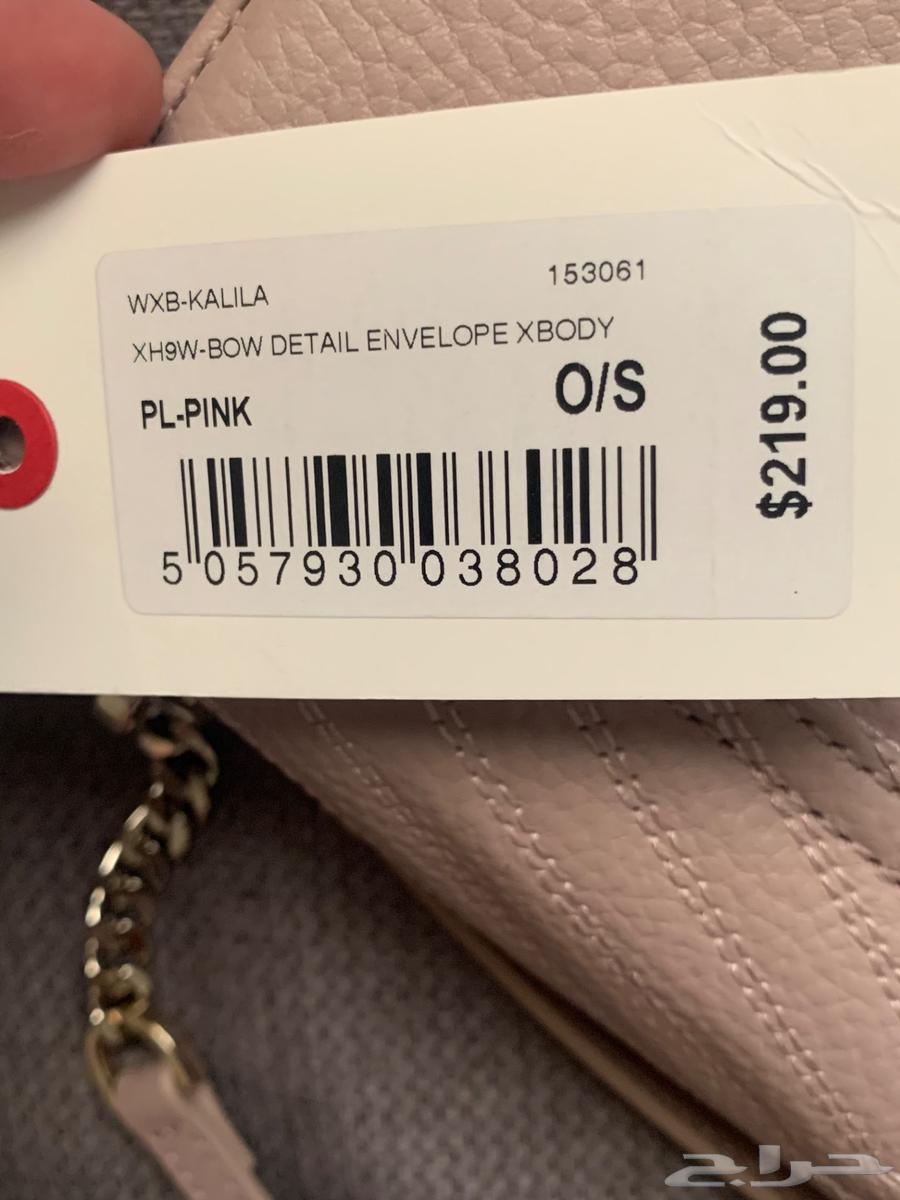 WXB-KALILA 153061
XH9W-BOW DETAIL ENVELOPE XBODY
PL-PINK O/S
$219.00
5 057930 038028
حراج